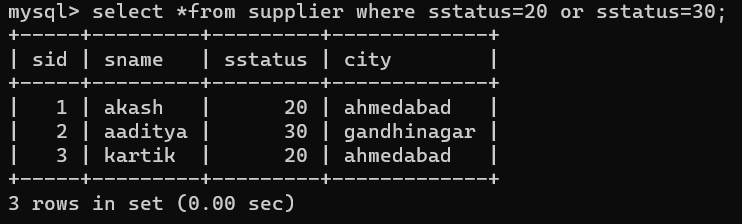 mysql> select *from supplier where sstatus=20 or sstatus=30;
+-----+---------+---------+-------------+
| sid | sname   | sstatus | city        |
+-----+---------+---------+-------------+
|   1 | akash   |      20 | ahmedabad   |
|   2 | aaditya |      30 | gandhinagar |
|   3 | kartik  |      20 | ahmedabad   |
+-----+---------+---------+-------------+
3 rows in set (0.00 sec)